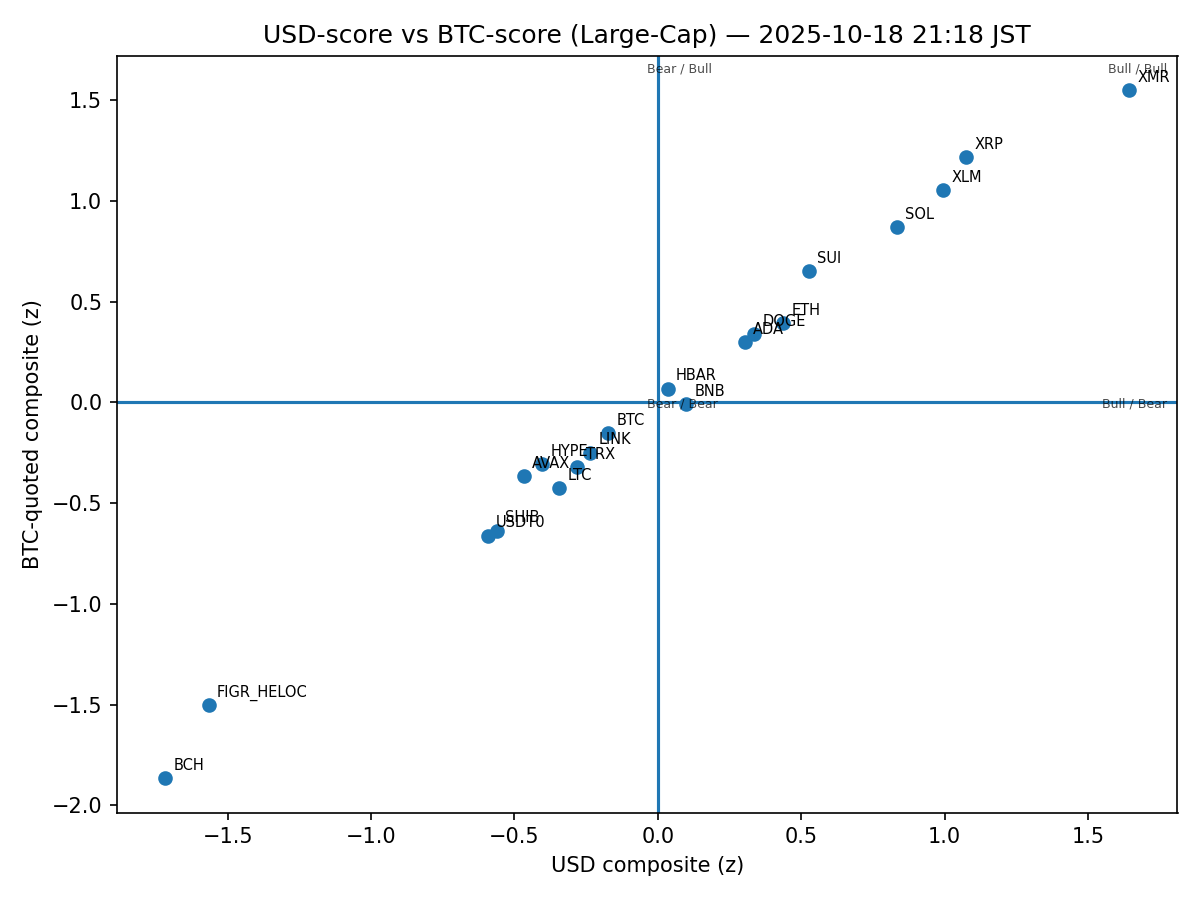 USD-score vs BTC-score (Large-Cap) — 2025-10-18 21:18 JST
Bear / Bull
Bull / Bull
XMR
XRP
XLM
SOL
SUI
ETH
DOGE
ADA
HBAR
BNB
Bear / Bear
Bull / Bear
BTC
LINK
HYPE
TRX
AVAX
LTC
SHIB
USDT0
FIGR_HELOC
BCH
1.5
1.0
0.5
0.0
−0.5
−1.0
−1.5
−2.0
BTC-quoted composite (z)
−1.5
−1.0
−0.5
0.0
0.5
1.0
1.5
USD composite (z)